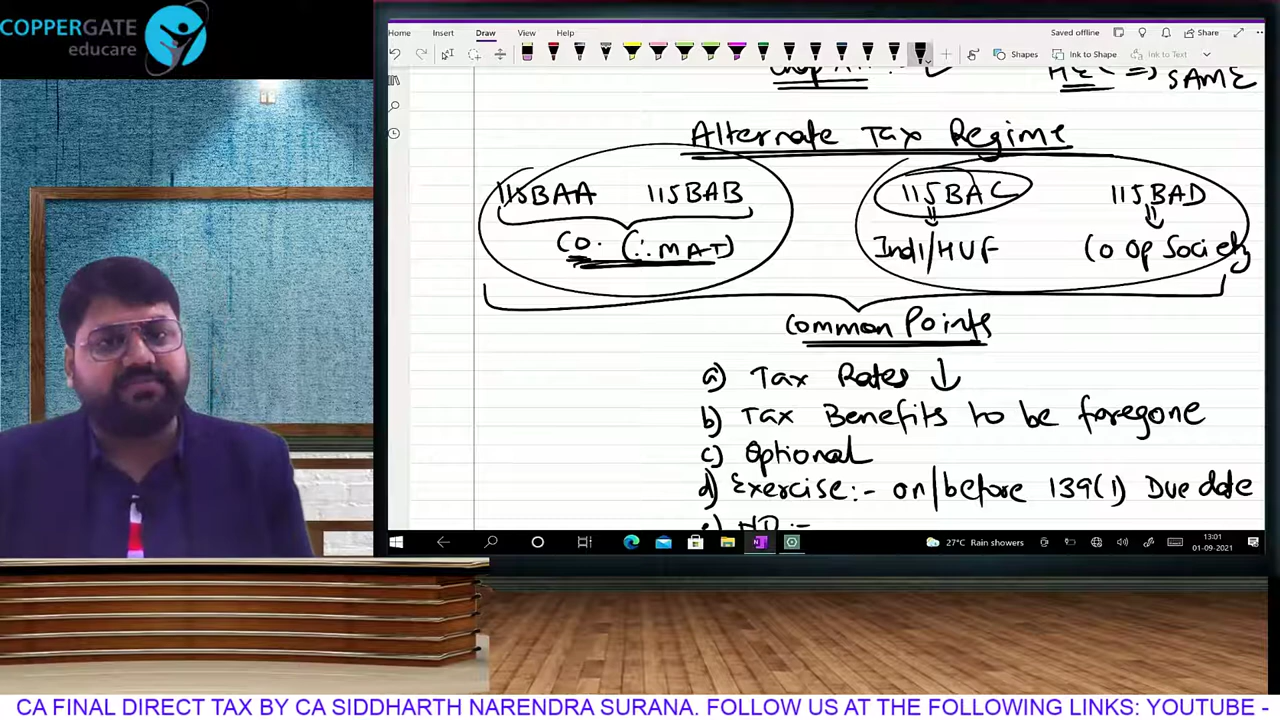 COPPERGATE
educare
Home Insert Draw View Help
Saved offline
Share
Shapes Ink to Shape Ink to Text
SAME
Alternate Tax Regime
115BAA 115BAB 115BAC 115BAD
CO. (∴ MAT) Indl/HUF Co Op Society
Common Points
a) Tax Rates ↓
b) Tax Benefits to be foregone
c) Optional
d) Exercise:- on/before 139(1) Due date
e)
27°C Rain showers
13:01
01-09-2021
CA FINAL DIRECT TAX BY CA SIDDHARTH NARENDRA SURANA. FOLLOW US AT THE FOLLOWING LINKS: YOUTUBE -